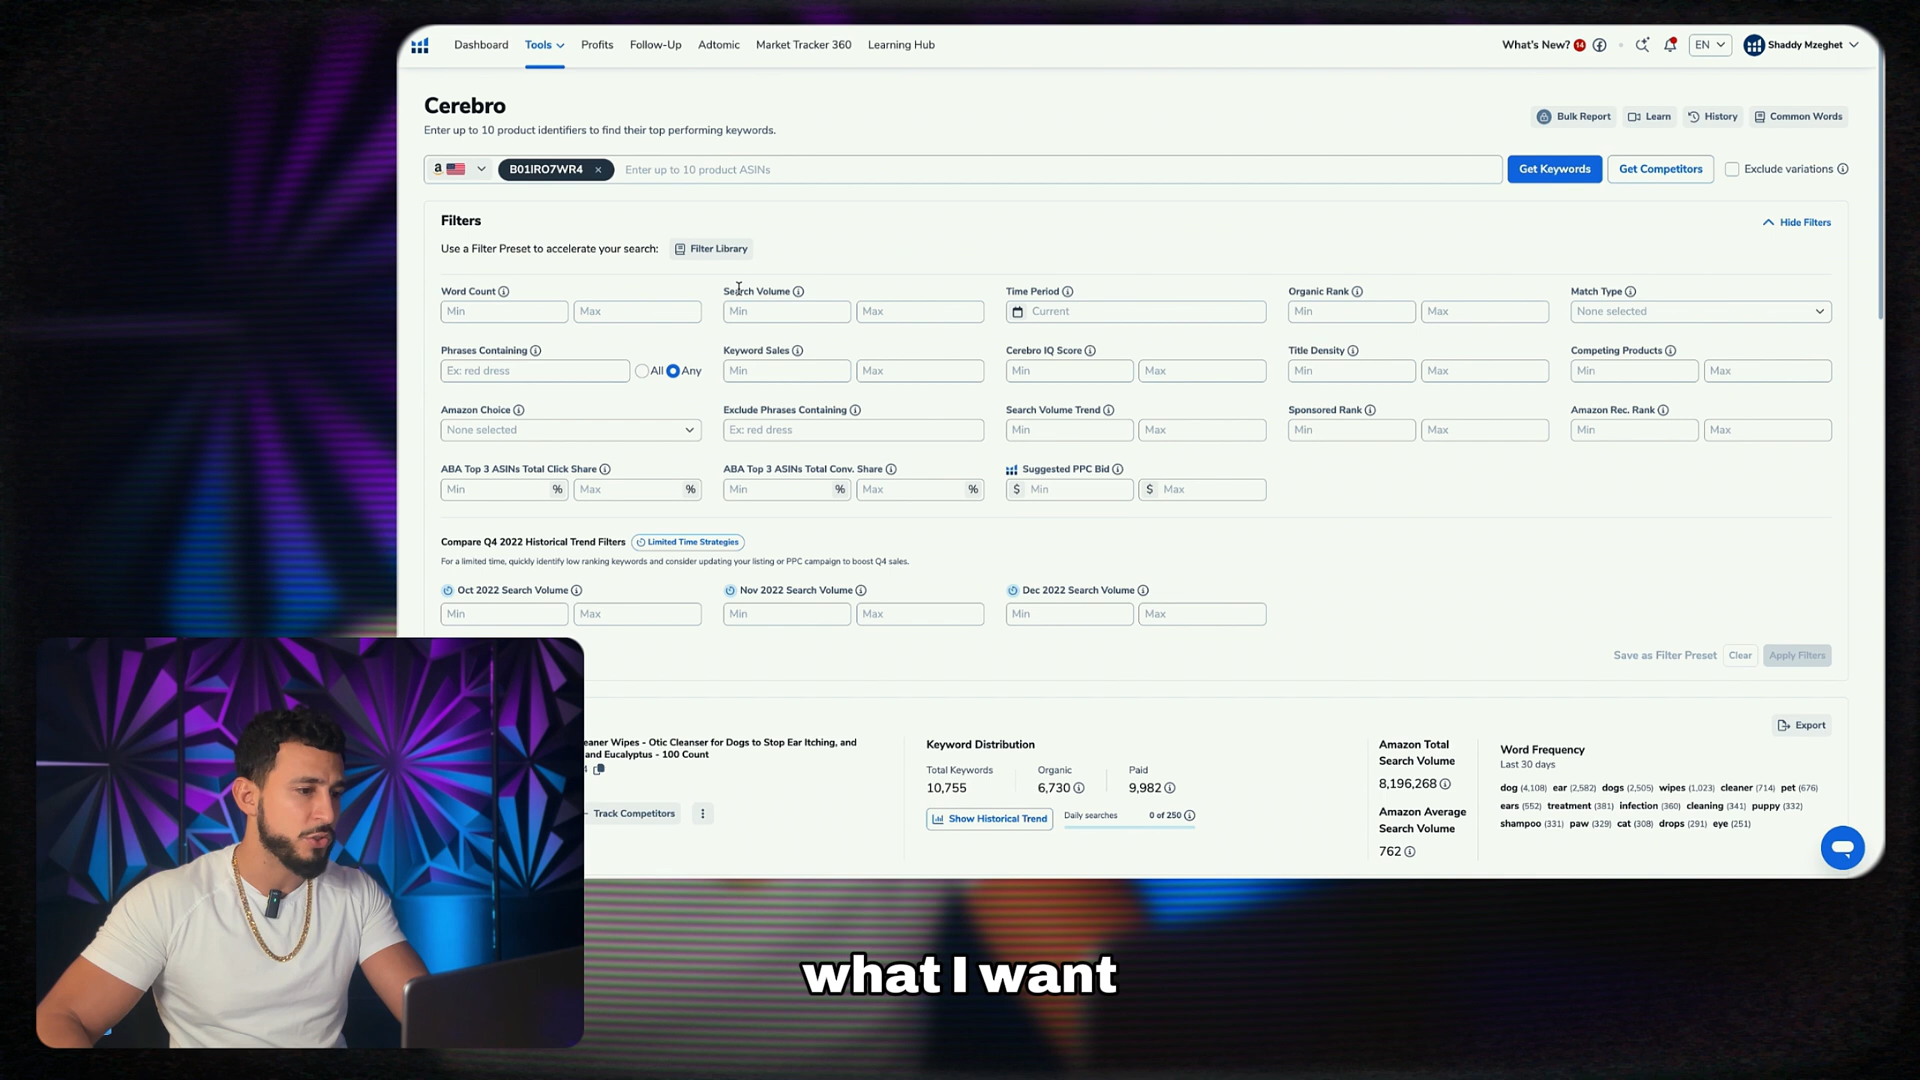 Dashboard Tools Profits Follow-Up Adtomic Market Tracker 360 Learning Hub What's New? 14 EN Shaddy Mzeghet
Cerebro
Enter up to 10 product identifiers to find their top performing keywords.
Bulk Report Learn History Common Words
a B01IRO7WR4 × Enter up to 10 product ASINs Get Keywords Get Competitors Exclude variations
Filters
Hide Filters
Use a Filter Preset to accelerate your search: Filter Library
Word Count Search Volume Time Period Organic Rank Match Type
Min Max Min Max Current Min Max None selected
Phrases Containing Keyword Sales Cerebro IQ Score Title Density Competing Products
Ex: red dress All Any Min Max Min Max Min Max Min Max
Amazon Choice Exclude Phrases Containing Search Volume Trend Sponsored Rank Amazon Rec. Rank
None selected Ex: red dress Min Max Min Max Min Max
ABA Top 3 ASINs Total Click Share ABA Top 3 ASINs Total Conv. Share Suggested PPC Bid
Min % Max % Min % Max % $ Min $ Max
Compare Q4 2022 Historical Trend Filters Limited Time Strategies
For a limited time, quickly identify low ranking keywords and consider updating your listing or PPC campaign to boost Q4 sales.
Oct 2022 Search Volume Nov 2022 Search Volume Dec 2022 Search Volume
Min Max Min Max Min Max
Save as Filter Preset Clear Apply Filters
Export
eaner Wipes - Otic Cleanser for Dogs to Stop Ear Itching, and
and Eucalyptus - 100 Count
4
Track Competitors
Keyword Distribution
Total Keywords Organic Paid
10,755 6,730 9,982
Show Historical Trend Daily searches 0 of 250
Amazon Total
Search Volume
8,196,268
Amazon Average
Search Volume
762
Word Frequency
Last 30 days
dog (4,108) ear (2,582) dogs (2,505) wipes (1,023) cleaner (714) pet (676)
ears (552) treatment (381) infection (360) cleaning (341) puppy (332)
shampoo (331) paw (329) cat (308) drops (291) eye (251)
what I want